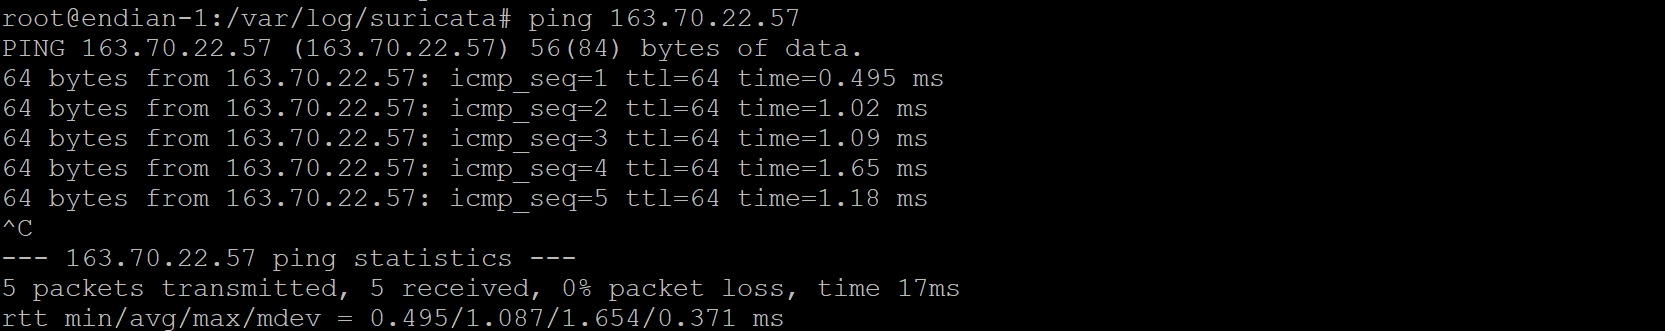 root@endian-1:/var/log/suricata# ping 163.70.22.57
PING 163.70.22.57 (163.70.22.57) 56(84) bytes of data.
64 bytes from 163.70.22.57: icmp_seq=1 ttl=64 time=0.495 ms
64 bytes from 163.70.22.57: icmp_seq=2 ttl=64 time=1.02 ms
64 bytes from 163.70.22.57: icmp_seq=3 ttl=64 time=1.09 ms
64 bytes from 163.70.22.57: icmp_seq=4 ttl=64 time=1.65 ms
64 bytes from 163.70.22.57: icmp_seq=5 ttl=64 time=1.18 ms
^C
--- 163.70.22.57 ping statistics ---
5 packets transmitted, 5 received, 0% packet loss, time 17ms
rtt min/avg/max/mdev = 0.495/1.087/1.654/0.371 ms